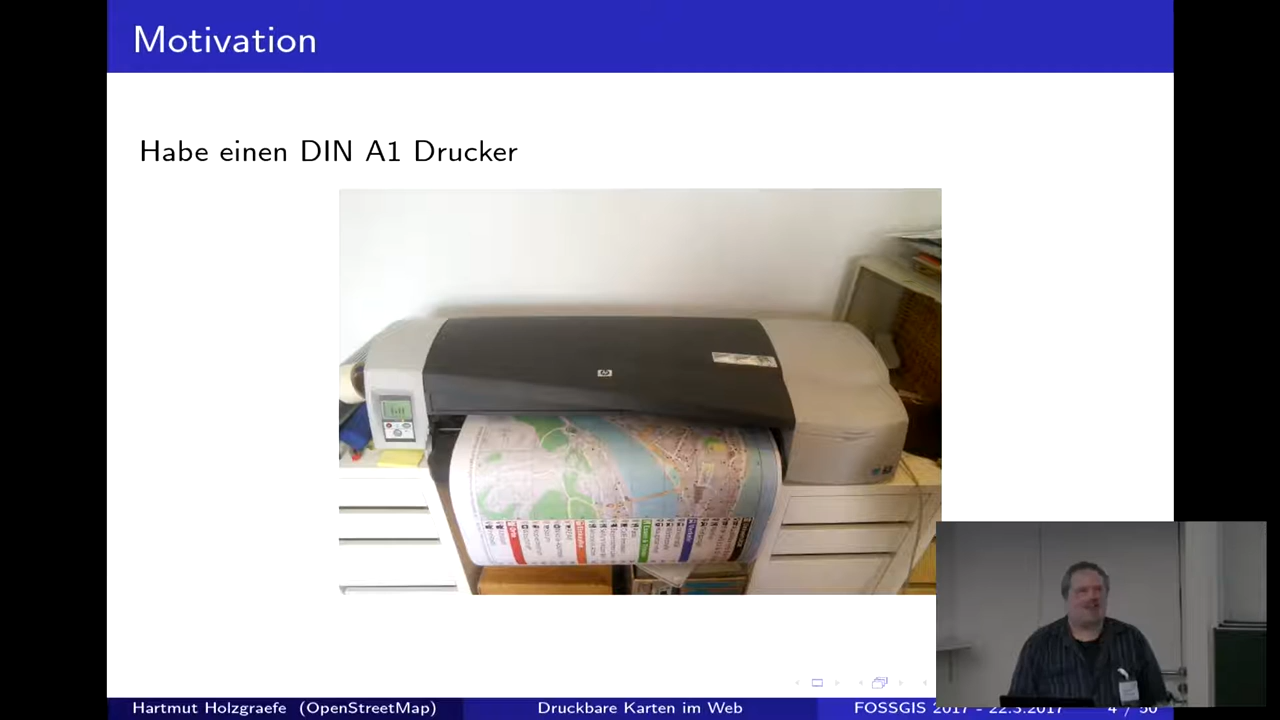 Motivation
Habe einen DIN A1 Drucker
hp
Hartmut Holzgraefe (OpenStreetMap)
Druckbare Karten im Web
FOSSGIS 2017 - 22.3.2017
4 / 50